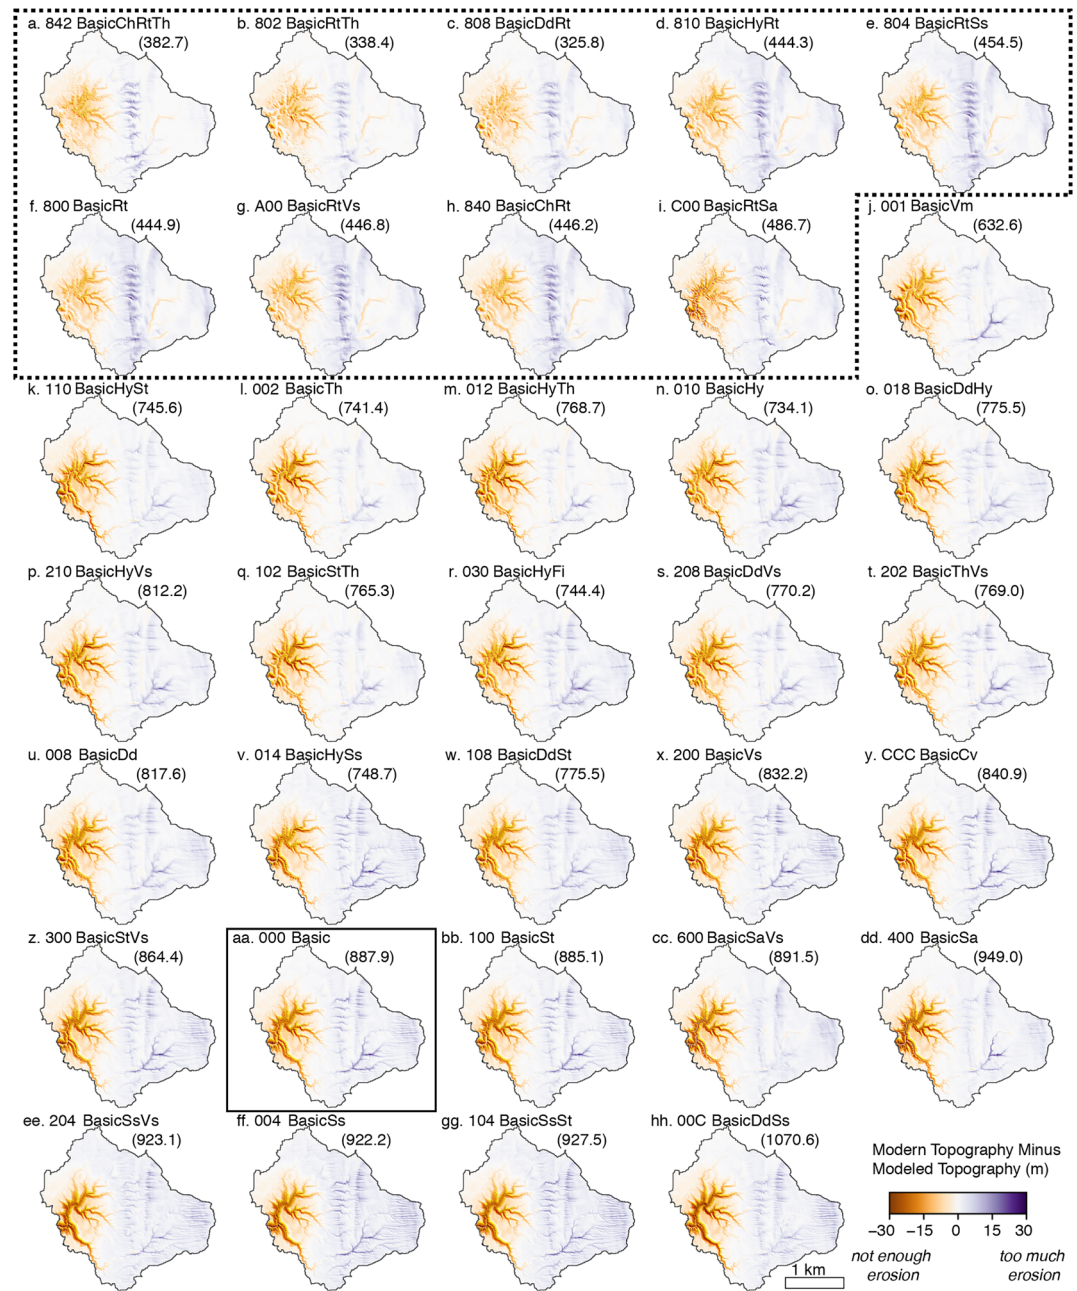 a. 842 BasicChRtTh b. 802 BasicRtTh c. 808 BasicDdRt d. 810 BasicHyRt e. 804 BasicRtSs
(382.7) (338.4) (325.8) (444.3) (454.5)
f. 800 BasicRt g. A00 BasicRtVs h. 840 BasicChRt i. C00 BasicRtSa j. 001 BasicVm
(444.9) (446.8) (446.2) (486.7) (632.6)
k. 110 BasicHySt l. 002 BasicTh m. 012 BasicHyTh n. 010 BasicHy o. 018 BasicDdHy
(745.6) (741.4) (768.7) (734.1) (775.5)
p. 210 BasicHyVs q. 102 BasicStTh r. 030 BasicHyFi s. 208 BasicDdVs t. 202 BasicThVs
(812.2) (765.3) (744.4) (770.2) (769.0)
u. 008 BasicDd v. 014 BasicHySs w. 108 BasicDdSt x. 200 BasicVs y. CCC BasicCv
(817.6) (748.7) (775.5) (832.2) (840.9)
z. 300 BasicStVs aa. 000 Basic bb. 100 BasicSt cc. 600 BasicSaVs dd. 400 BasicSa
(864.4) (887.9) (885.1) (891.5) (949.0)
ee. 204 BasicSsVs ff. 004 BasicSs gg. 104 BasicSsSt hh. 00C BasicDdSs
(923.1) (922.2) (927.5) (1070.6)
Modern Topography Minus
Modeled Topography (m)
−30 −15 0 15 30
not enough too much
erosion erosion
1 km